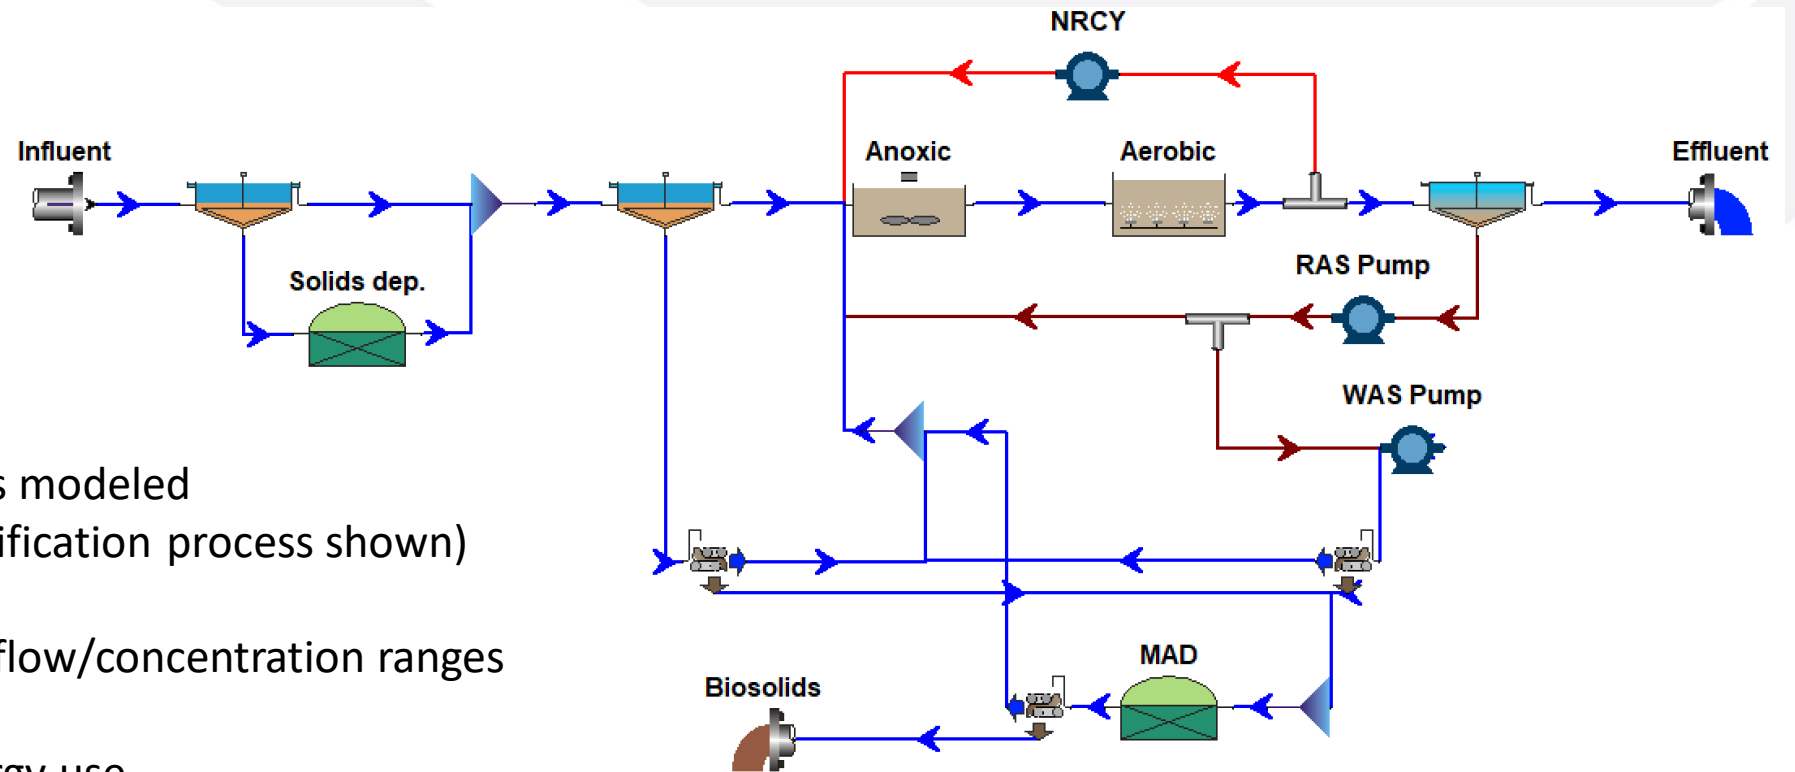 NRCY
Influent
Anoxic
Aerobic
Effluent
Solids dep.
RAS Pump
WAS Pump
modeled
process shown)
flow/concentration ranges
MAD
Biosolids
use